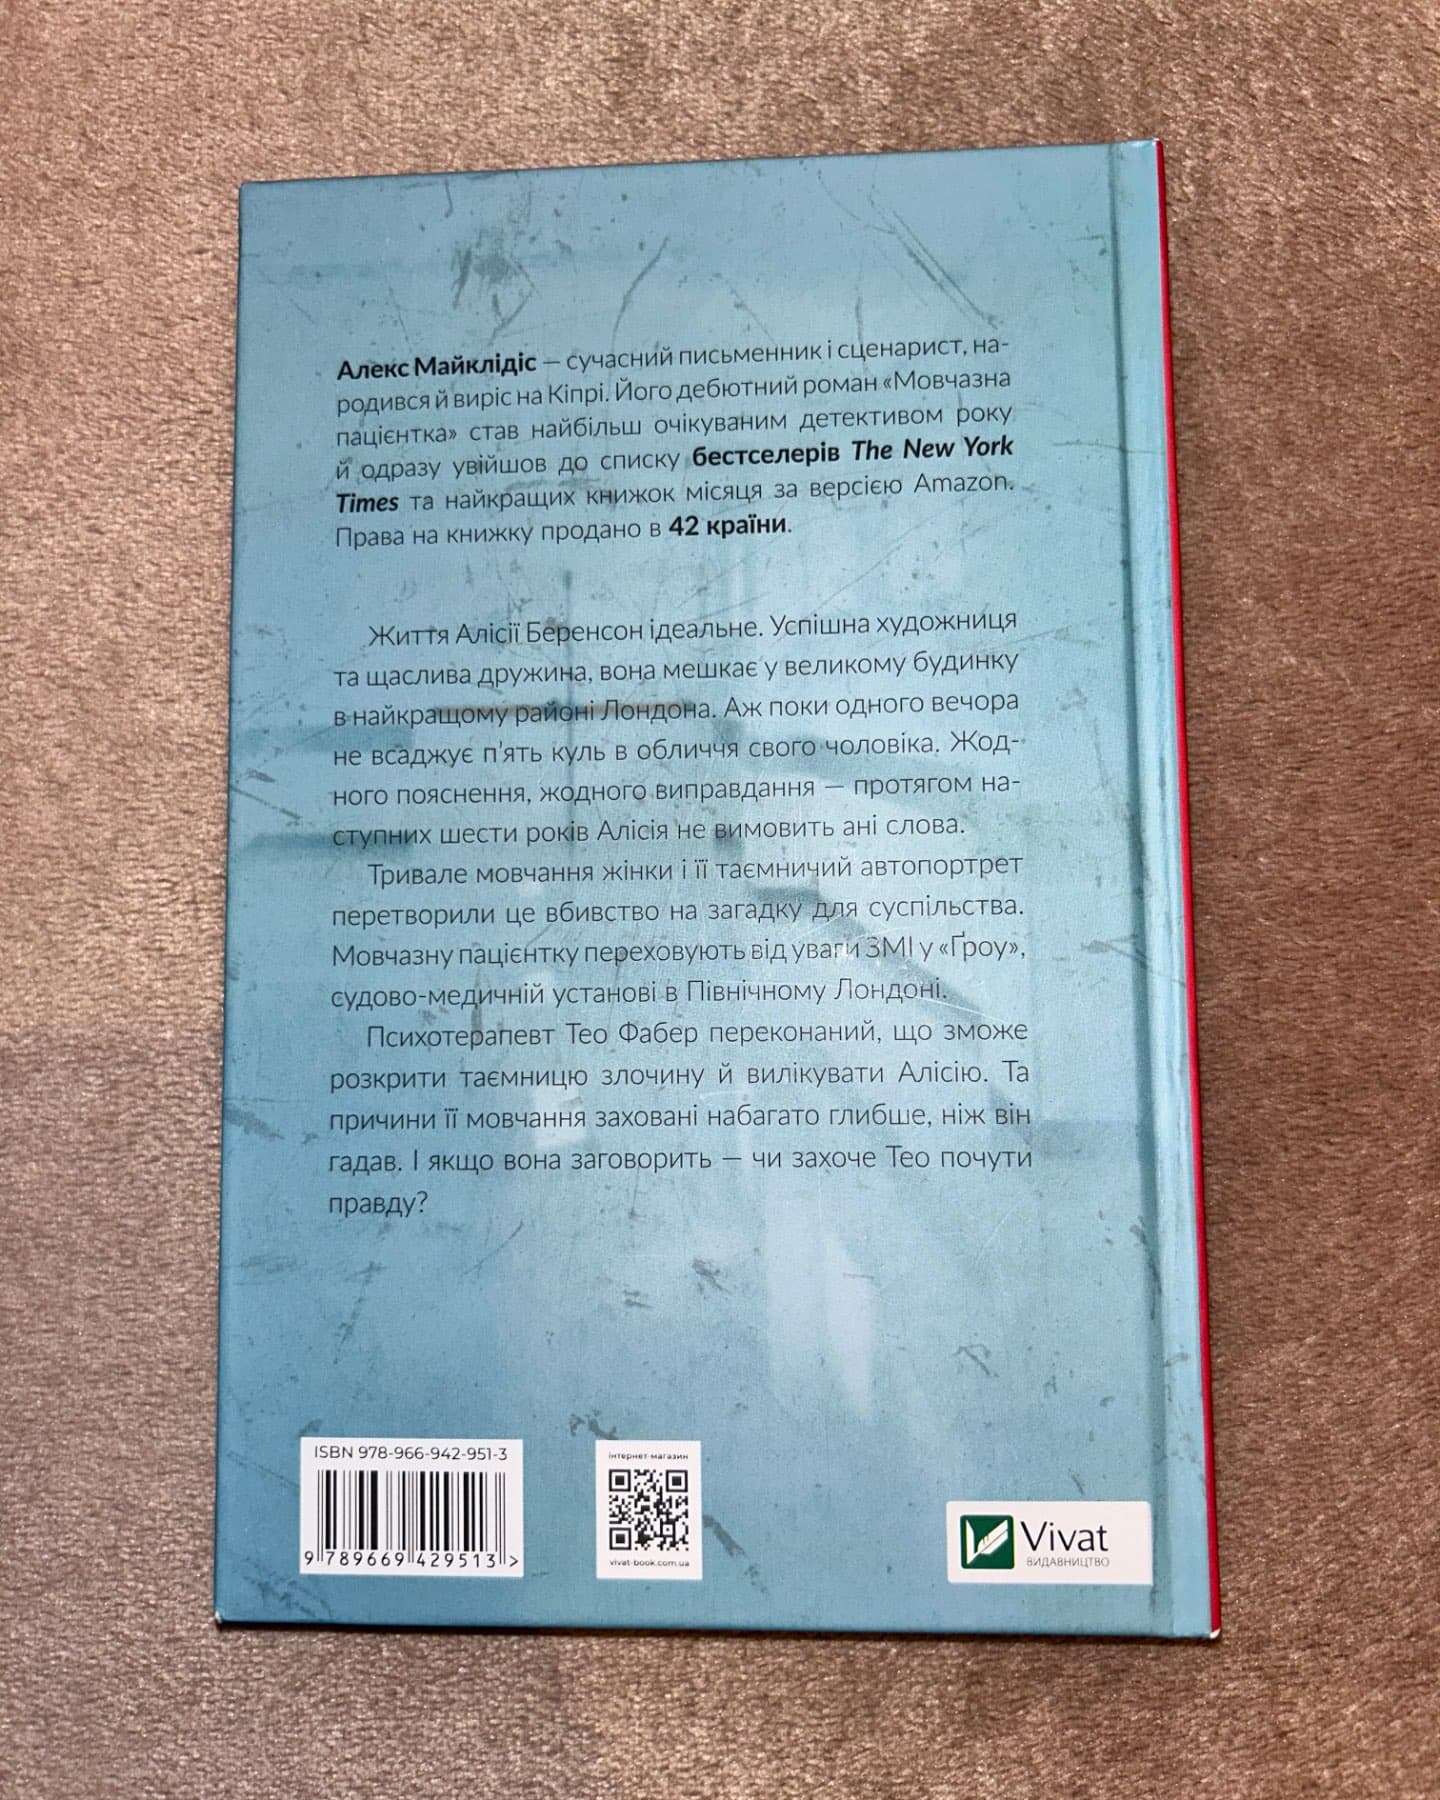 Алекс Майклідіс — сучасний письменник і сценарист, на-
родився й виріс на Кіпрі. Його дебютний роман «Мовчазна
пацієнтка» став найбільш очікуваним детективом року
й одразу увійшов до списку бестселерів The New York
Times та найкращих книжок місяця за версією Amazon.
Права на книжку продано в 42 країни.
Життя Алісії Беренсон ідеальне. Успішна художниця
та щаслива дружина, вона мешкає у великому будинку
в найкращому районі Лондона. Аж поки одного вечора
не всаджує п'ять куль в обличчя свого чоловіка. Жод-
ного пояснення, жодного виправдання — протягом на-
ступних шести років Алісія не вимовить ані слова.
Тривале мовчання жінки і її таємничий автопортрет
перетворили це вбивство на загадку для суспільства.
Мовчазну пацієнтку переховують від уваги ЗМІ у «Ґроу»,
судово-медичній установі в Північному Лондоні.
Психотерапевт Тео Фабер переконаний, що зможе
розкрити таємницю злочину й вилікувати Алісію. Та
причини її мовчання заховані набагато глибше, ніж він
гадав. І якщо вона заговорить — чи захоче Тео почути
правду?
ISBN 978-966-942-951-3
9 789669 429513 >
інтернет-магазин
vivat-book.com.ua
Vivat
ВИДАВНИЦТВО